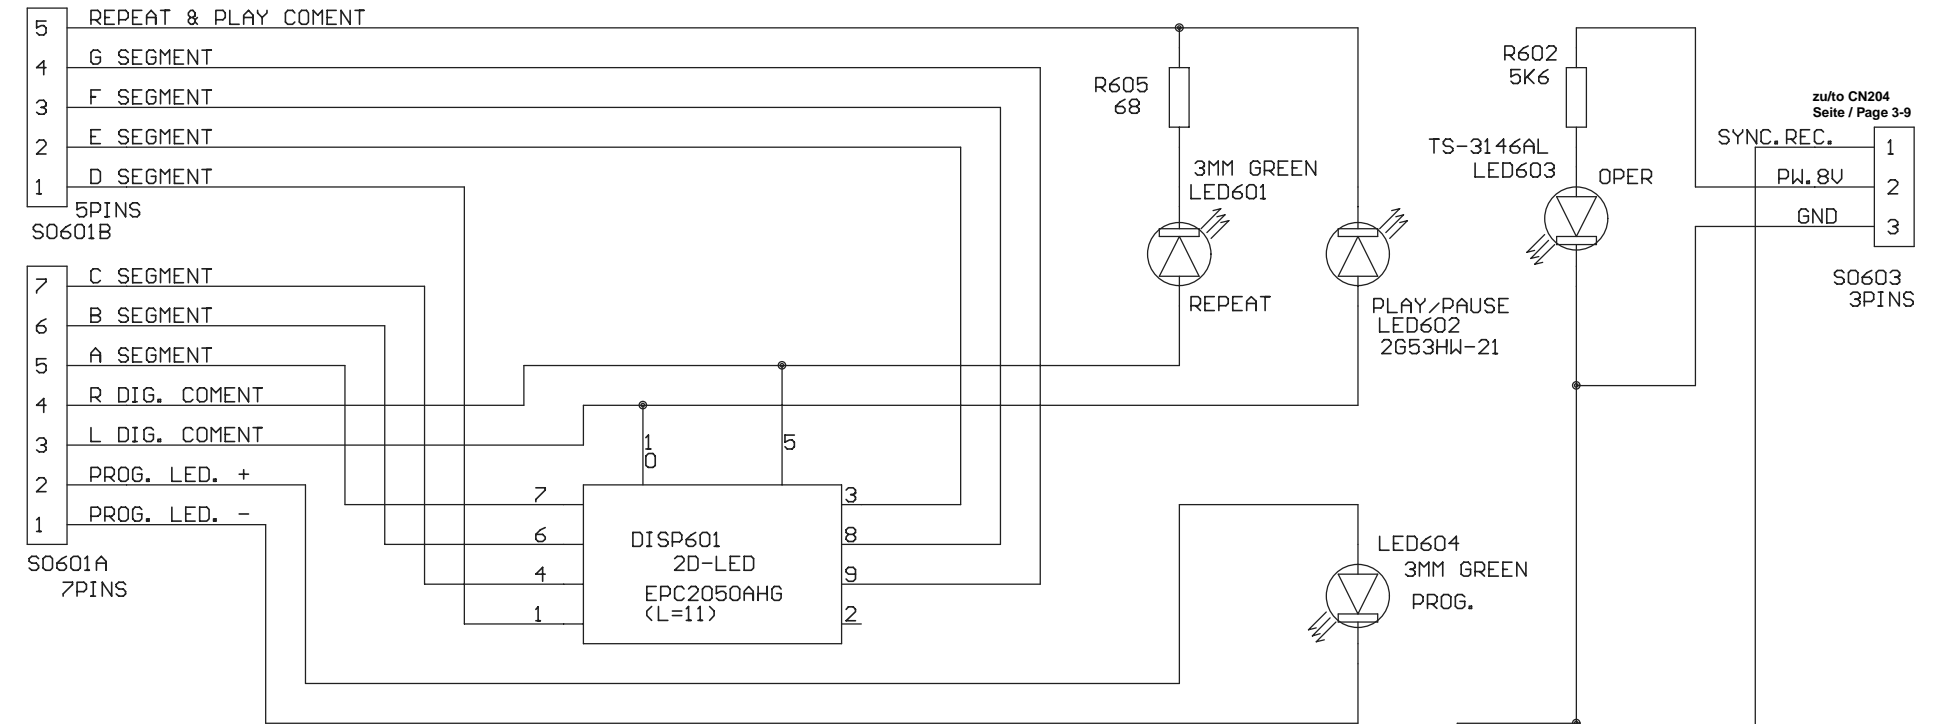 5 REPEAT & PLAY COMENT
4 G SEGMENT
3 F SEGMENT
2 E SEGMENT
1 D SEGMENT
5PINS
SO601B
7 C SEGMENT
6 B SEGMENT
5 A SEGMENT
4 R DIG. COMENT
3 L DIG. COMENT
2 PROG. LED. +
1 PROG. LED. -
SO601A
7PINS
1
0
5
7
6
4
1
DISP601
2D-LED
EPC2050AHG
(L=11)
3
8
9
2
R605
68
3MM GREEN
LED601
REPEAT
PLAY/PAUSE
LED602
2G53HW-21
R602
5K6
TS-3146AL
LED603
OPER
zu/to CN204
Seite / Page 3-9
SYNC.REC. 1
PW.8V 2
GND 3
SO603
3PINS
LED604
3MM GREEN
PROG.